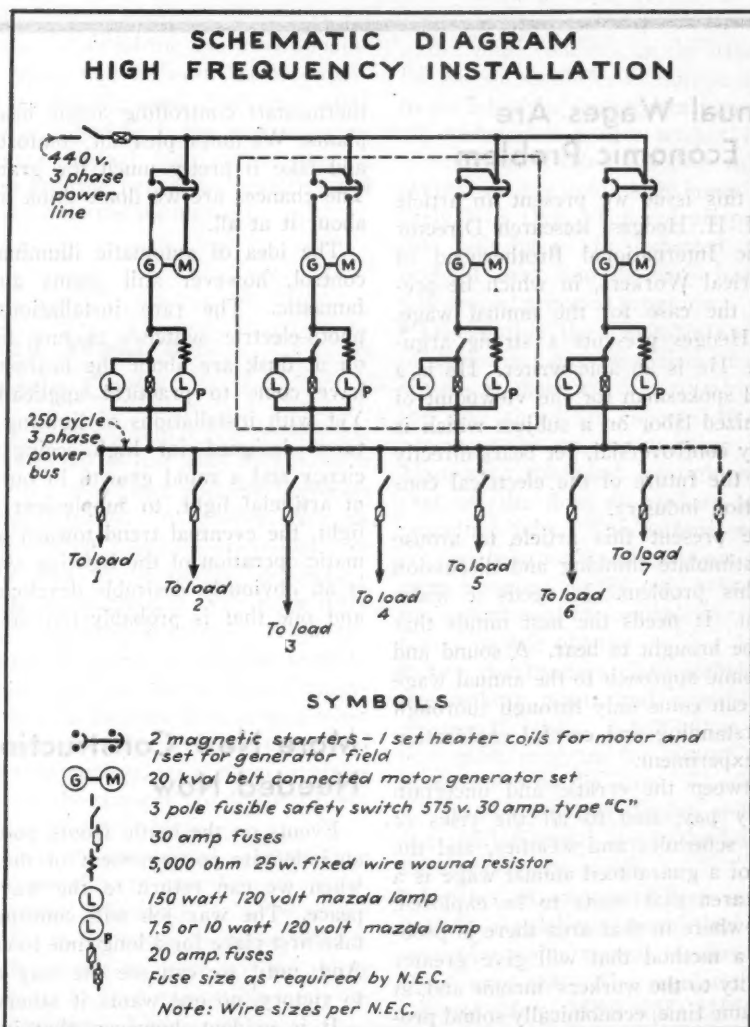 SCHEMATIC DIAGRAM
HIGH FREQUENCY INSTALLATION
440 v.
3 phase
power
line
G M G M G M G M
L L P L L P L L P L L P
250 cycle
3 phase
power
bus
To load
1
To load
2
To load
3
To load
4
To load
5
To load
6
To load
SYMBOLS
2 magnetic starters - 1 set heater coils for motor and
1 set for generator field
G M 20 kva. belt connected motor generator set
3 pole fusible safety switch 575 v. 30 amp. type "C"
30 amp fuses
5,000 ohm 25 w. fixed wire wound resistor
L 150 watt 120 volt mazda lamp
L P 7.5 or 10 watt 120 volt mazda lamp
20 amp. fuses
Fuse size as required by N.E.C.
Note: Wire sizes per N.E.C.